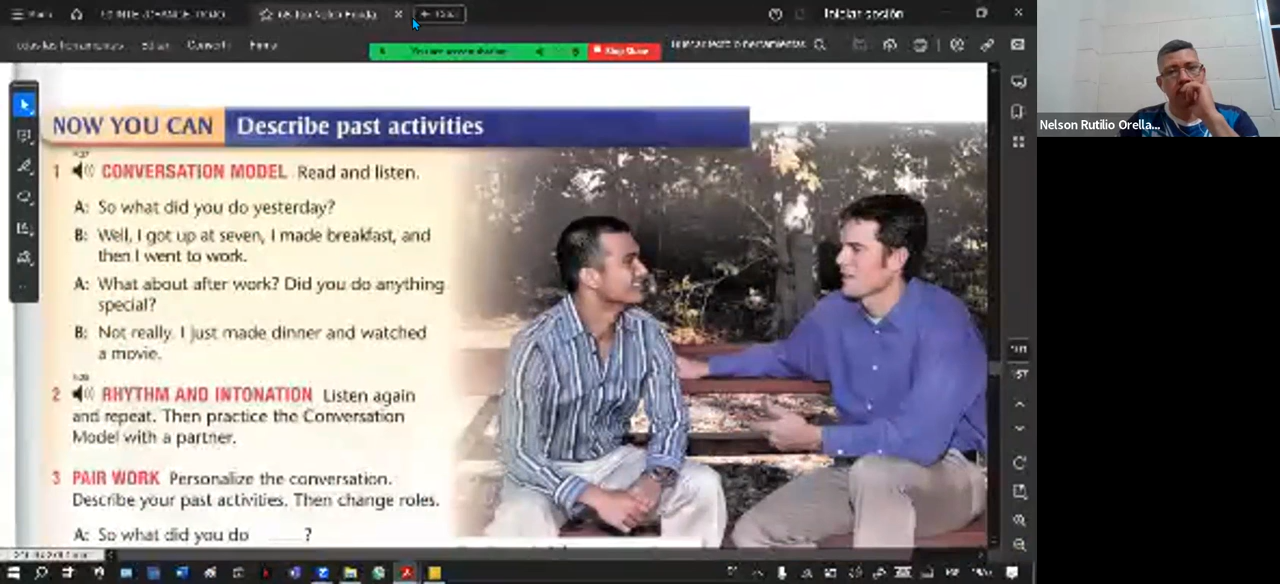 Iniciar sesión
Stop Share
Nelson Rutilio Orella...
NOW YOU CAN Describe past activities
1 CONVERSATION MODEL Read and listen.
A: So what did you do yesterday?
B: Well, I got up at seven, I made breakfast, and
then I went to work.
A: What about after work? Did you do anything
special?
B: Not really. I just made dinner and watched
a movie.
2 RHYTHM AND INTONATION Listen again
and repeat. Then practice the Conversation
Model with a partner.
3 PAIR WORK Personalize the conversation.
Describe your past activities. Then change roles.
A: So what did you do ___?